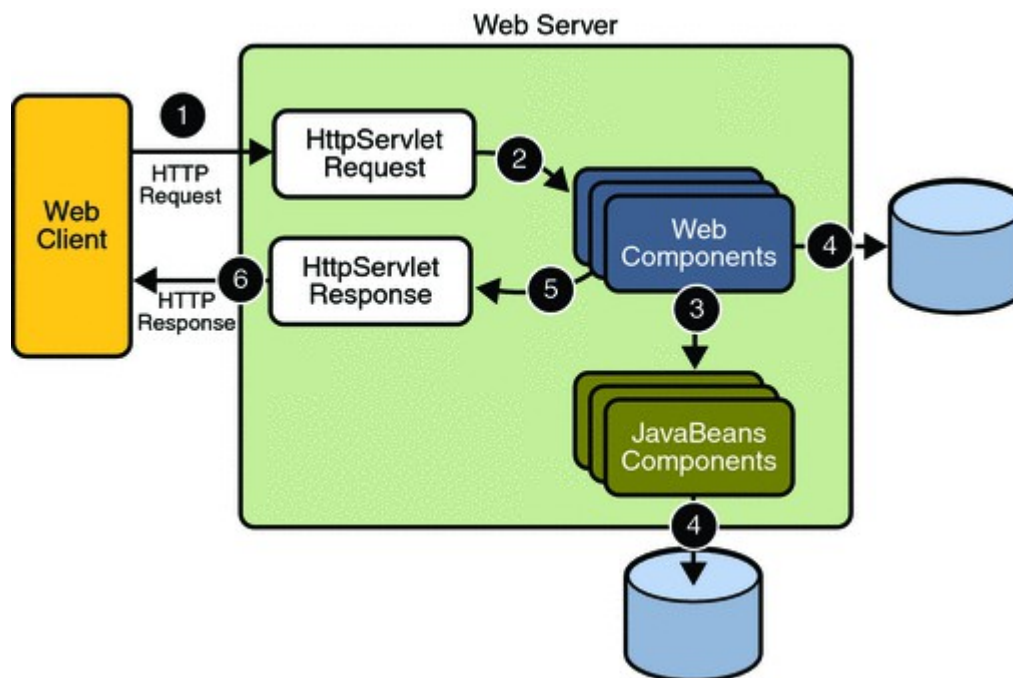 Web Server
1
HTTP
Request
HttpServlet
Request
2
Web
Client
Web
Components
4
6
HTTP
Response
HttpServlet
Response
5
3
JavaBeans
Components
4